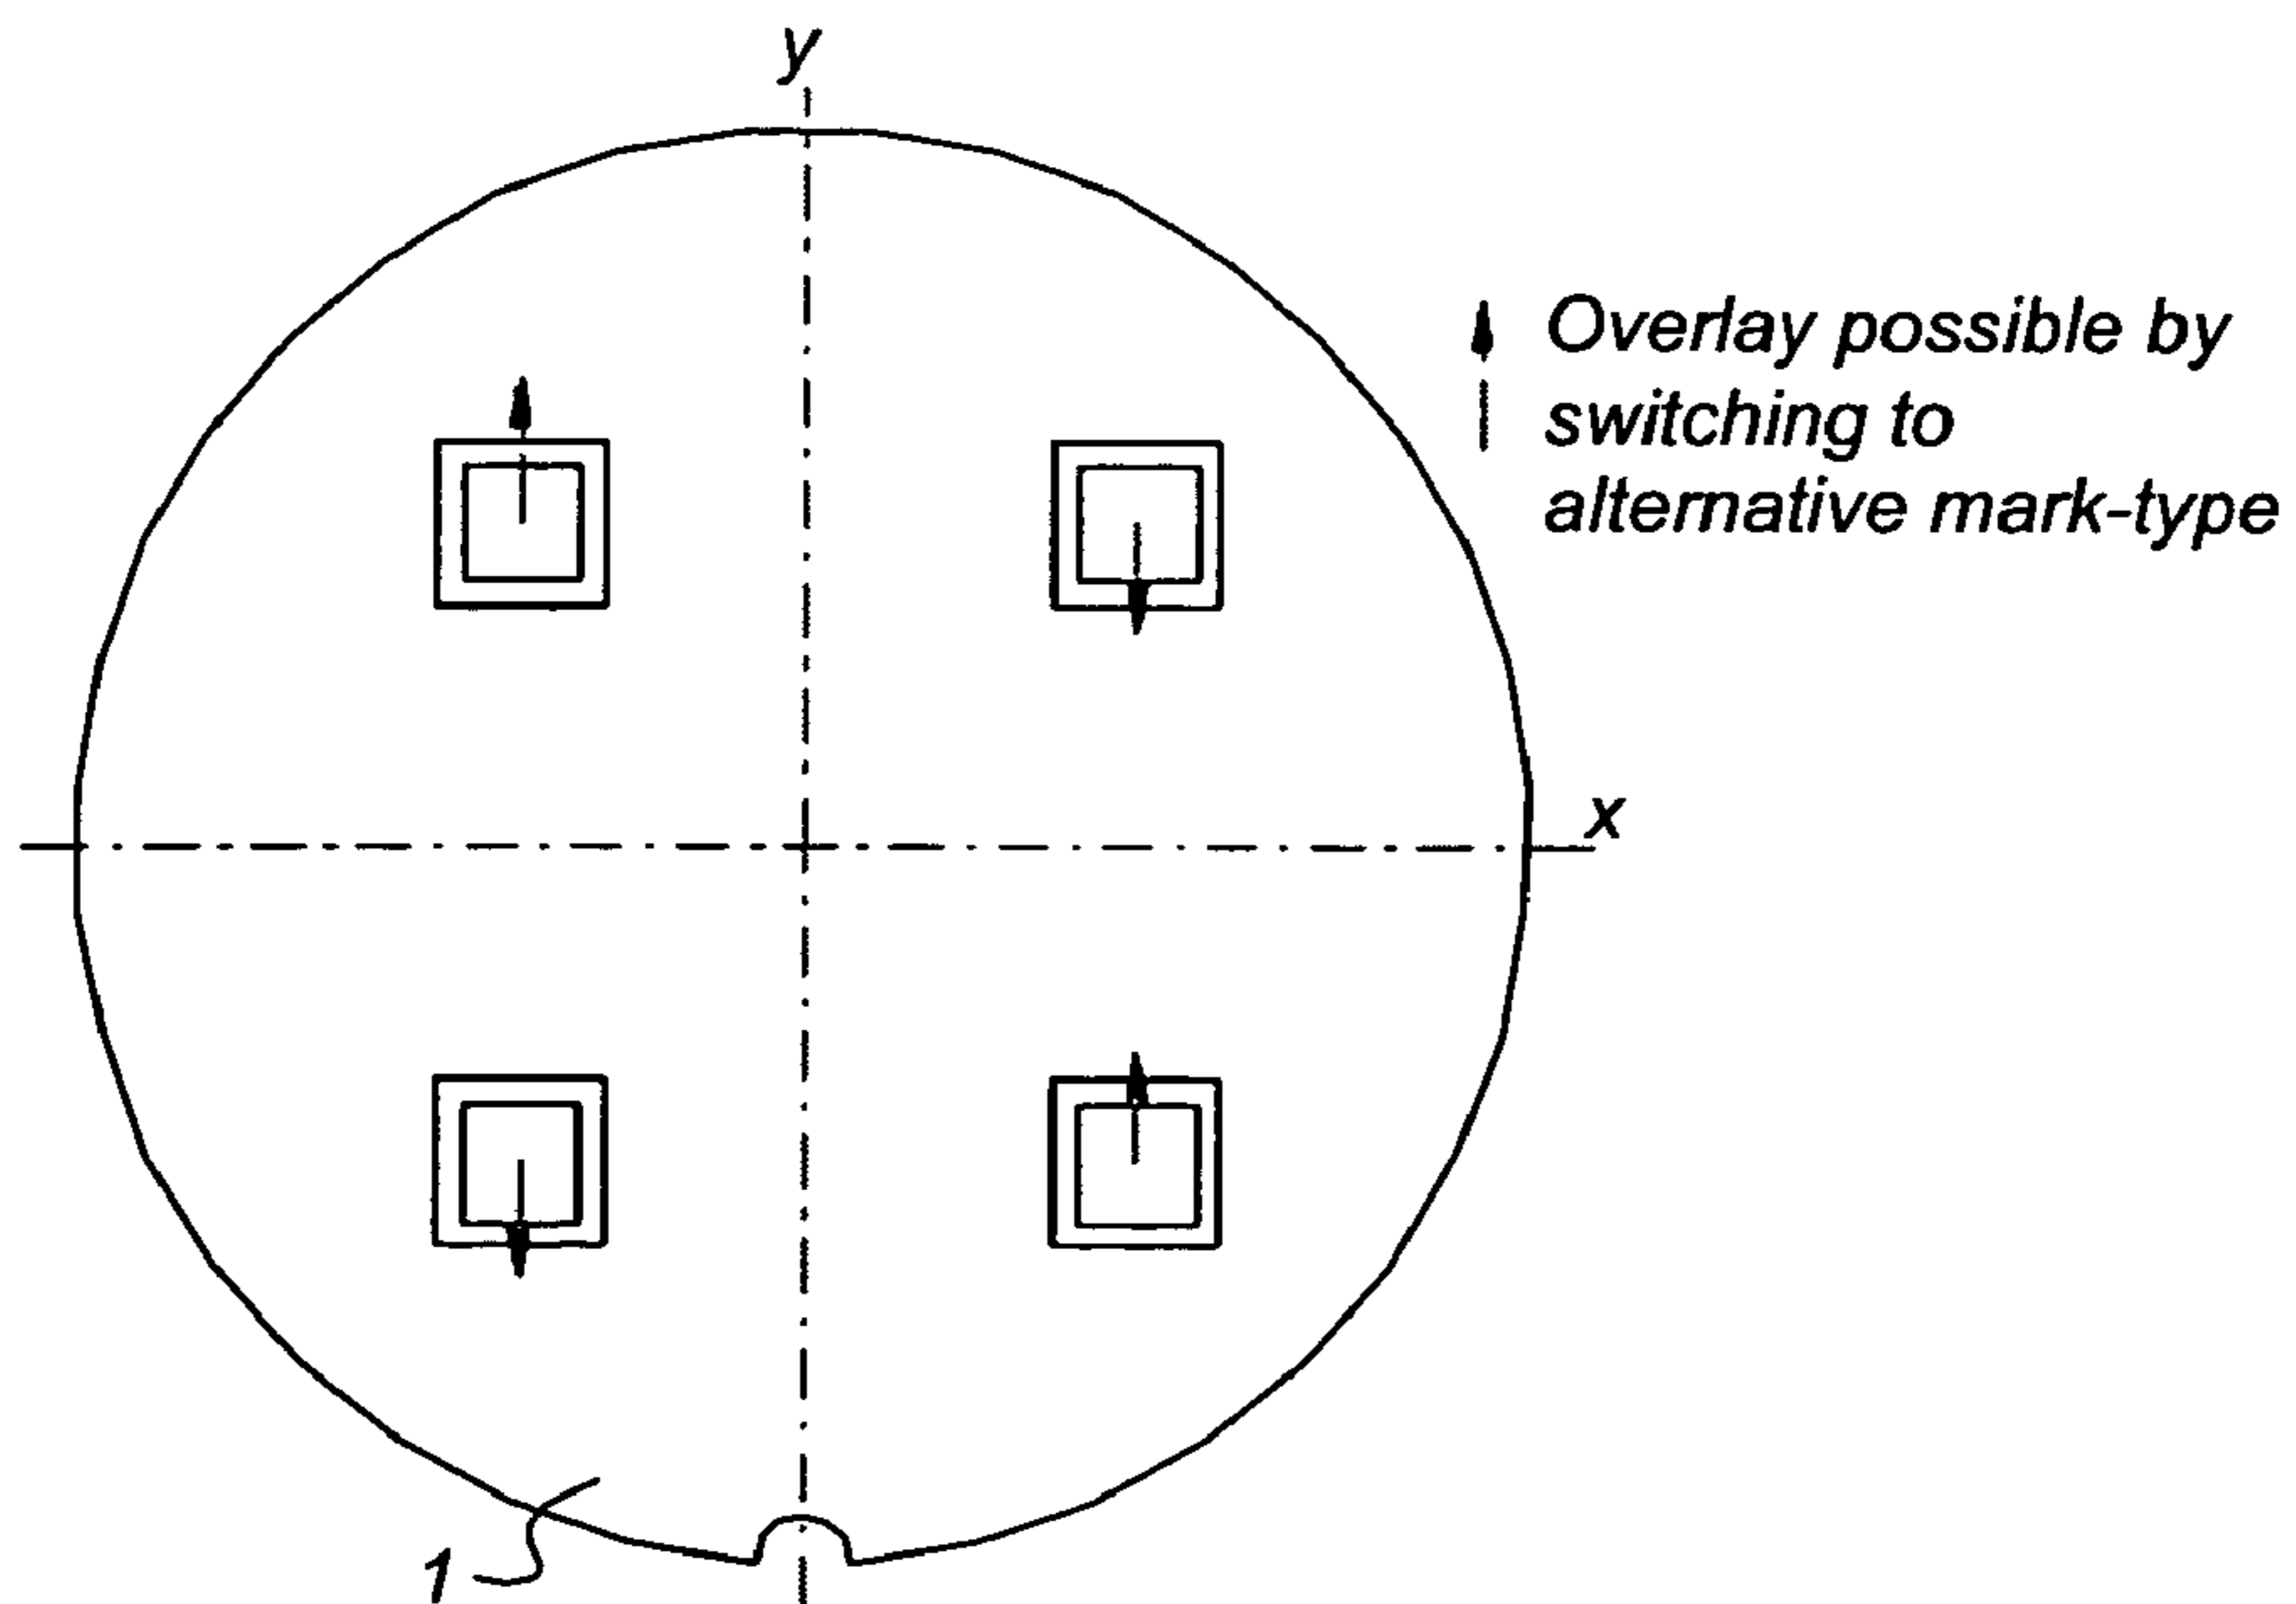 y
Overlay possible by
switching to
alternative mark-type
x
1